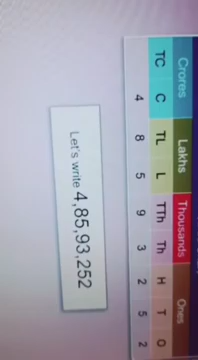 Crores Lakhs Thousands Ones
TC C TL L TTh Th H T O
4 8 5 9 3 2 5 2
Let's write 4,85,93,252